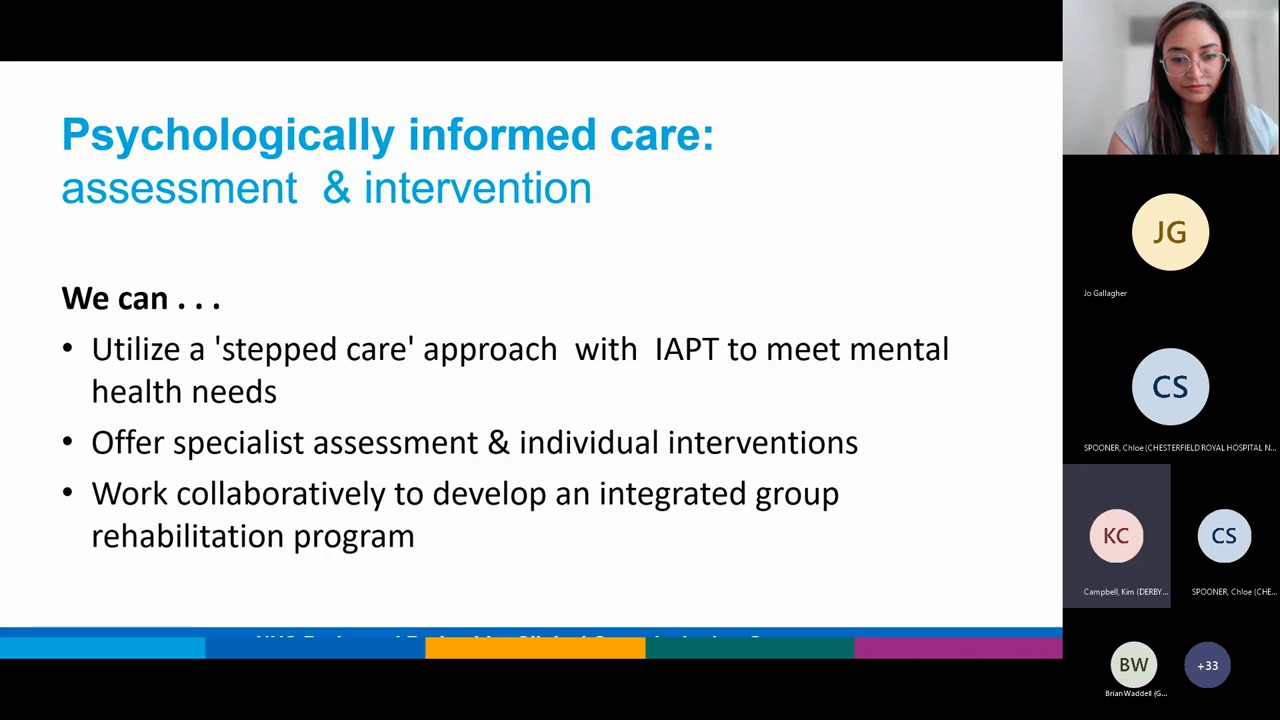 Psychologically informed care:
assessment & intervention
We can . . .
• Utilize a 'stepped care' approach with IAPT to meet mental
health needs
• Offer specialist assessment & individual interventions
• Work collaboratively to develop an integrated group
rehabilitation program
JG
Jo Gallagher
CS
SPOONER, Chloe (CHESTERFIELD ROYAL HOSPITAL N...
KC
CS
Campbell, Kim (DERBY...
SPOONER, Chloe (CHE...
BW
+33
Brian Waddell (G...